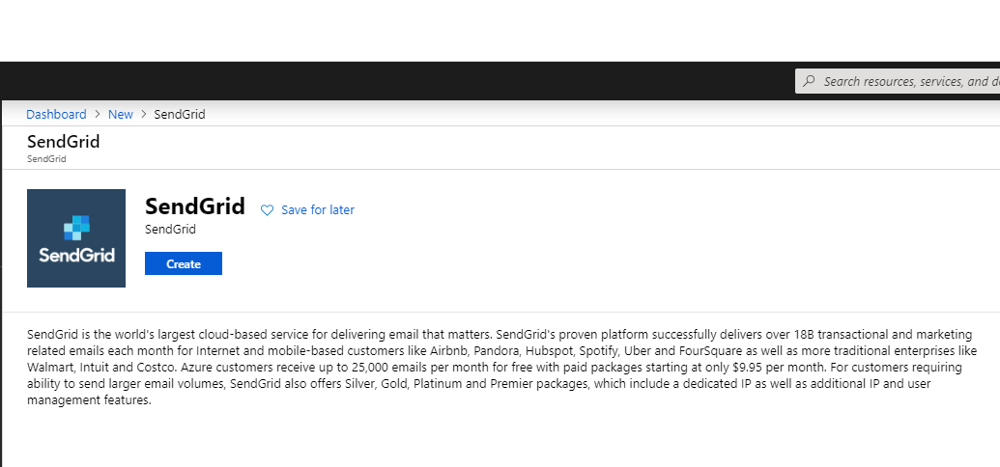 Search resources, services, and d
Dashboard > New > SendGrid
SendGrid
SendGrid
SendGrid
SendGrid Save for later
SendGrid
Create
SendGrid is the world's largest cloud-based service for delivering email that matters. SendGrid's proven platform successfully delivers over 18B transactional and marketing
related emails each month for Internet and mobile-based customers like Airbnb, Pandora, Hubspot, Spotify, Uber and FourSquare as well as more traditional enterprises like
Walmart, Intuit and Costco. Azure customers receive up to 25,000 emails per month for free with paid packages starting at only $9.95 per month. For customers requiring
ability to send larger email volumes, SendGrid also offers Silver, Gold, Platinum and Premier packages, which include a dedicated IP as well as additional IP and user
management features.